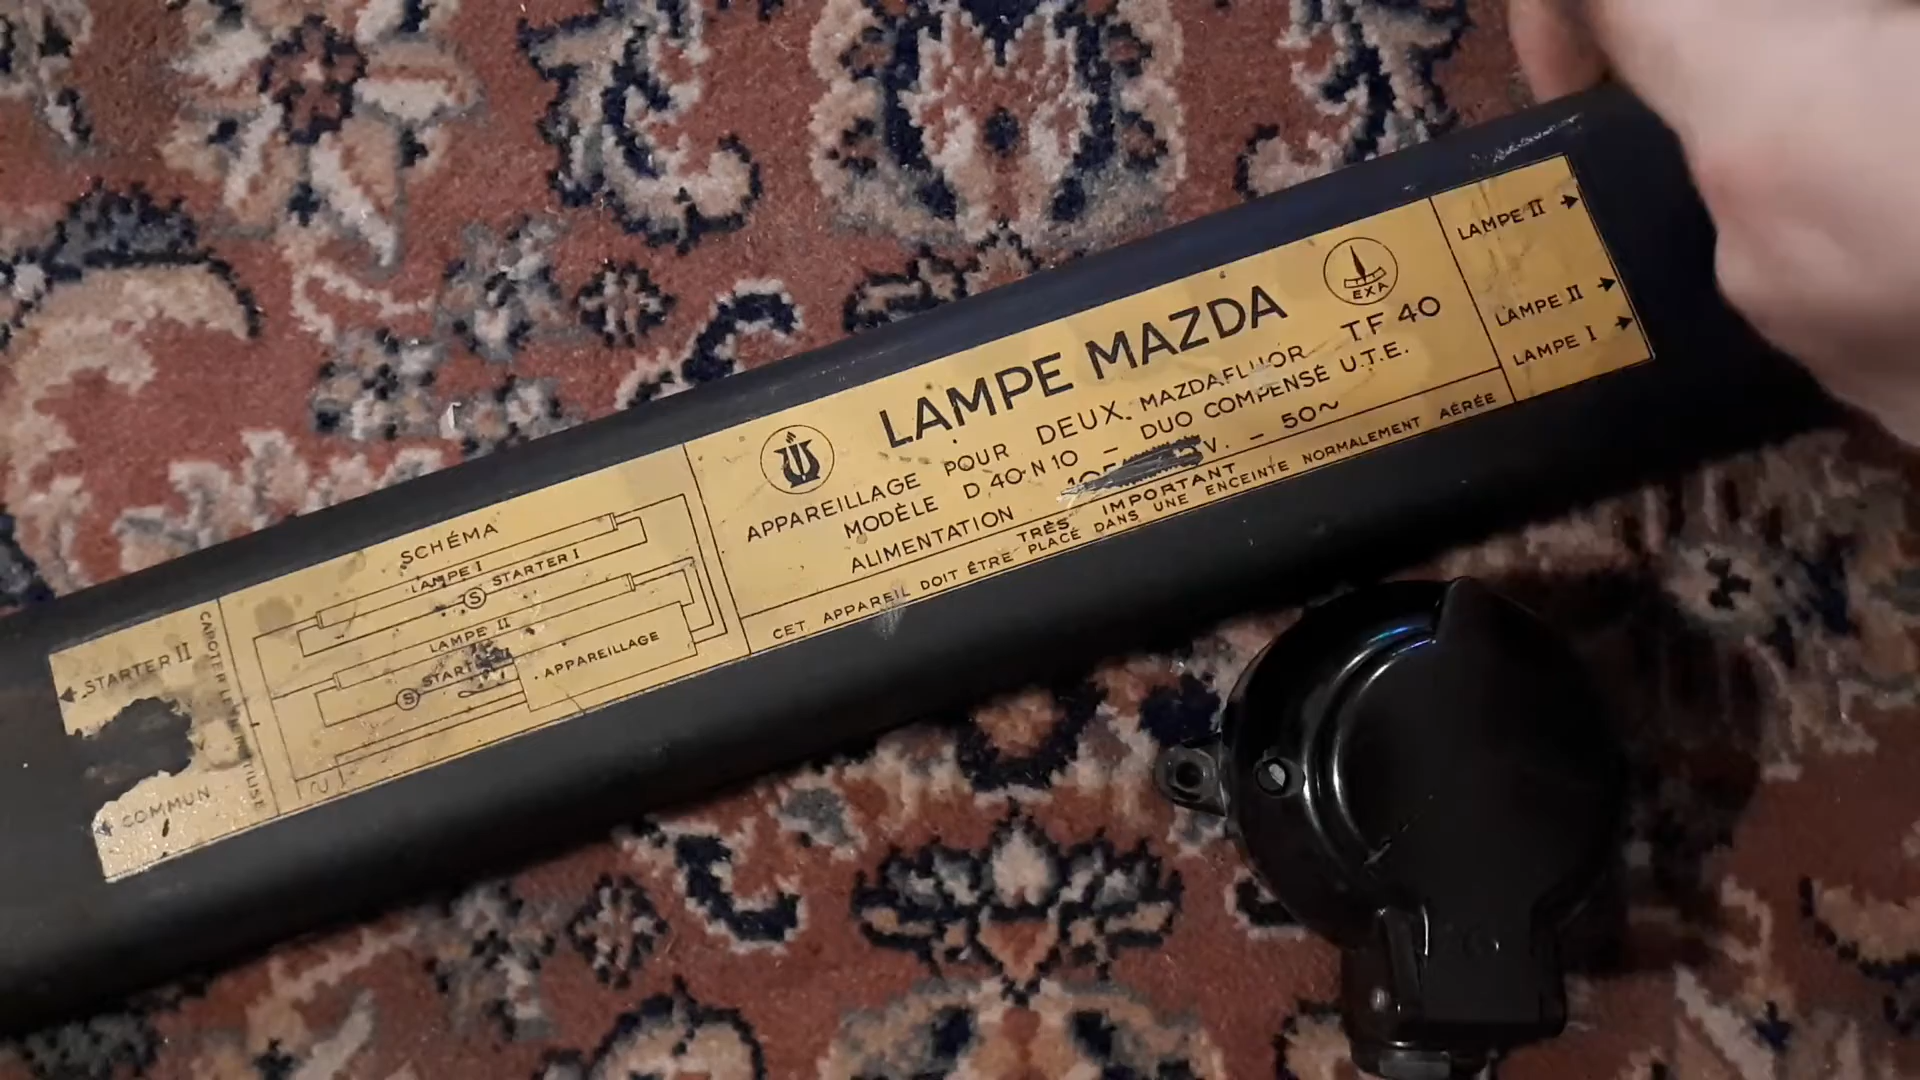 STARTER II
COMMUN
SCHÉMA
LAMPE I
STARTER I
S
LAMPE II
S
APPAREILLAGE
LAMPE MAZDA
EXA
APPAREILLAGE POUR DEUX MAZDAFLUOR TF 40
MODÈLE D 40 N 10 - DUO COMPENSÉ U.T.E.
ALIMENTATION V. - 50~
TRÈS IMPORTANT
CET APPAREIL DOIT ÊTRE PLACÉ DANS UNE ENCEINTE NORMALEMENT AÉRÉE
LAMPE II
LAMPE II
LAMPE I